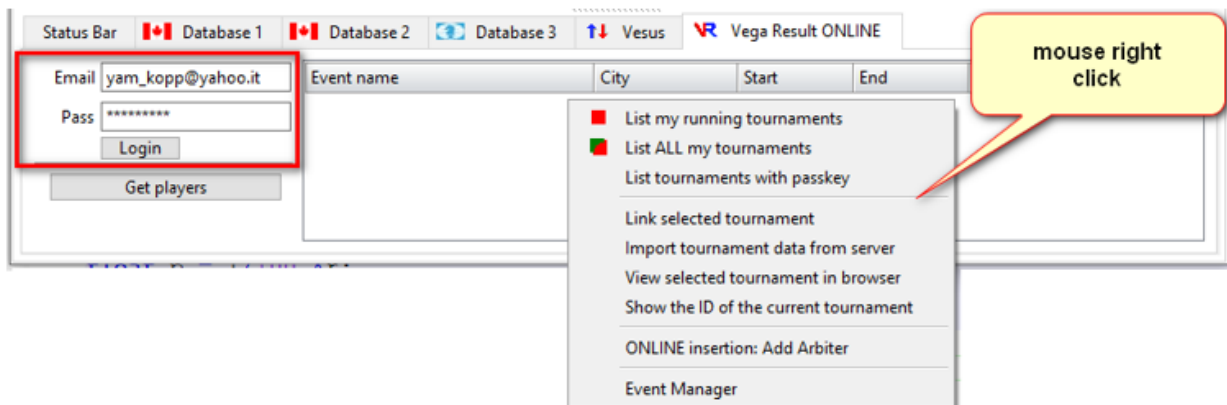 Status Bar Database 1 Database 2 Database 3 Vesus Vega Result ONLINE
mouse right
click
Email yam_kopp@yahoo.it Event name City Start End
Pass *********
Login
Get players
List my running tournaments
List ALL my tournaments
List tournaments with passkey
Link selected tournament
Import tournament data from server
View selected tournament in browser
Show the ID of the current tournament
ONLINE insertion: Add Arbiter
Event Manager